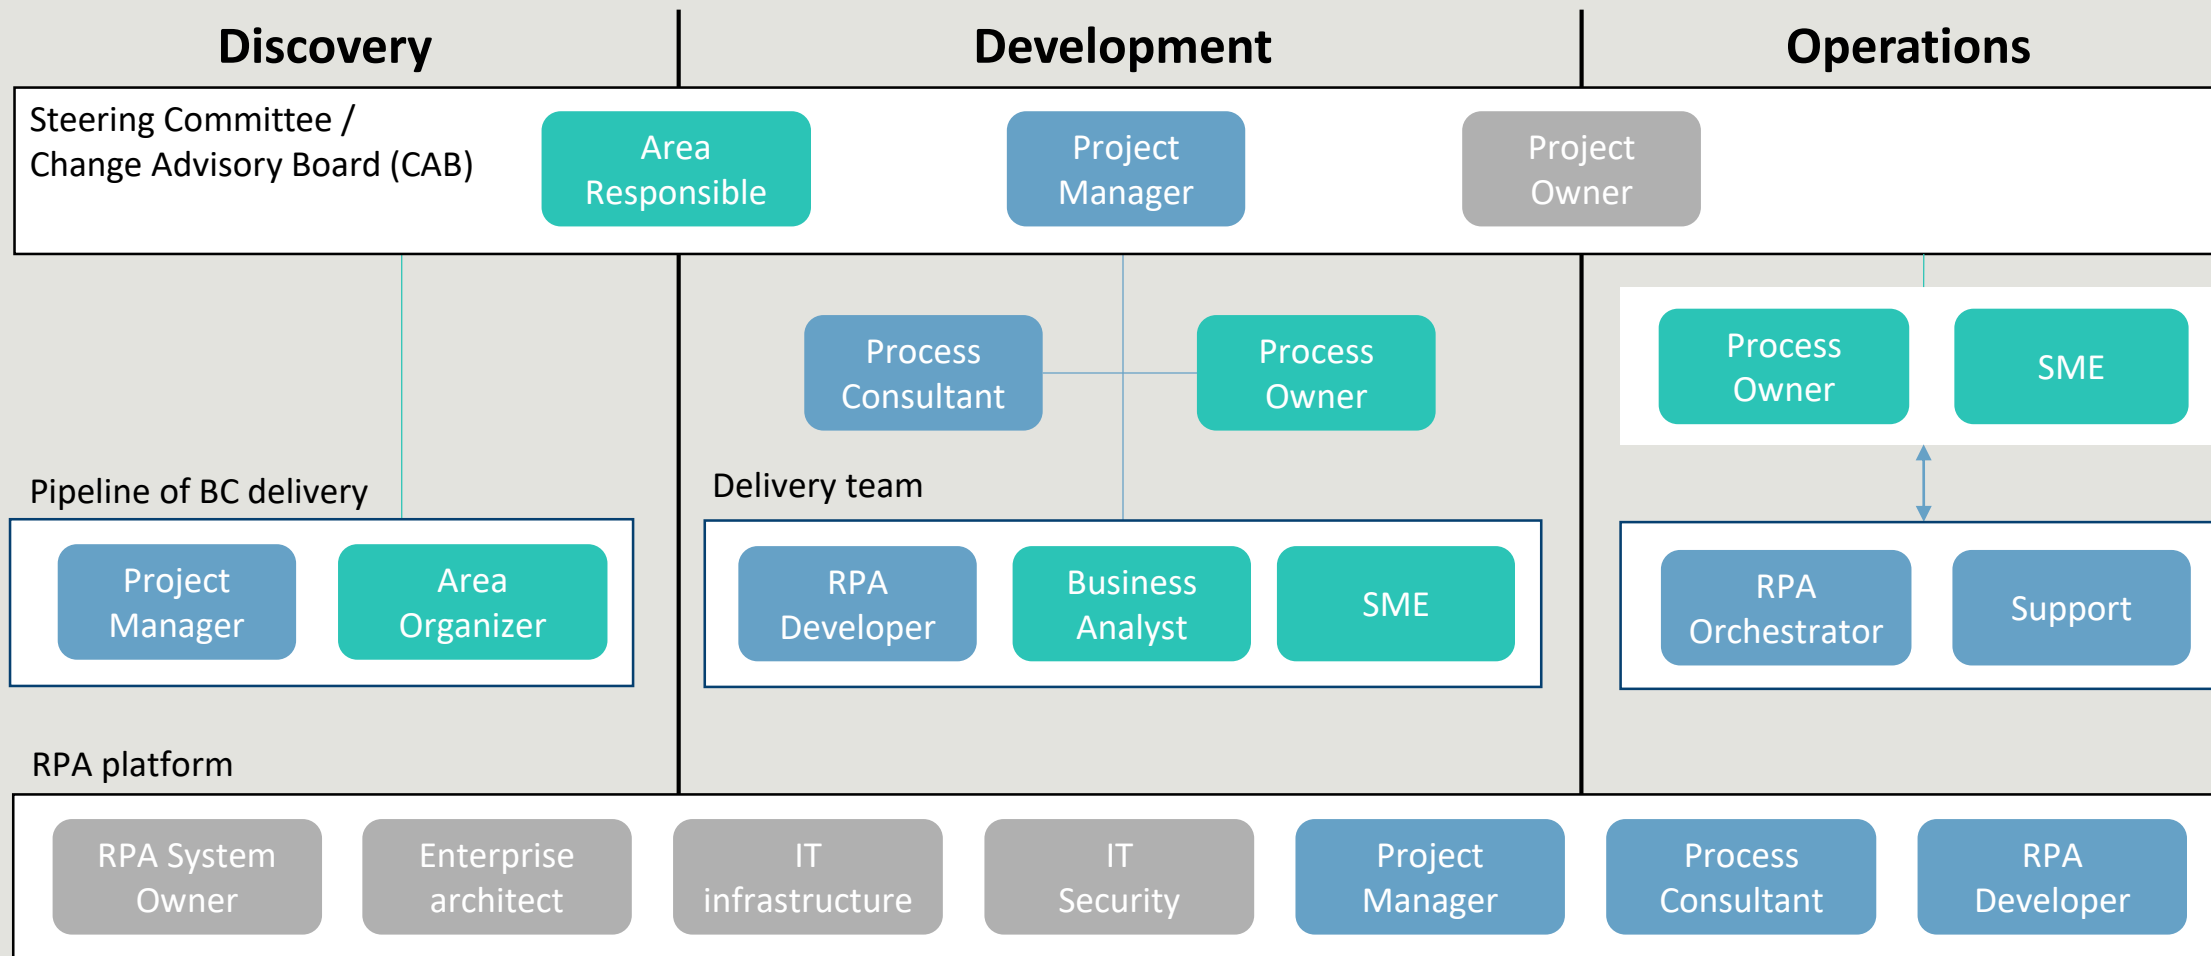 Discovery
Development
Operations
Steering Committee /
Change Advisory Board (CAB)
Area
Responsible
Project
Manager
Project
Owner
Process
Consultant
Process
Owner
Process
Owner
SME
Pipeline of BC delivery
Project
Manager
Area
Organizer
Delivery team
RPA
Developer
Business
Analyst
SME
RPA
Orchestrator
Support
RPA platform
RPA System
Owner
Enterprise
architect
IT
infrastructure
IT
Security
Project
Manager
Process
Consultant
RPA
Developer